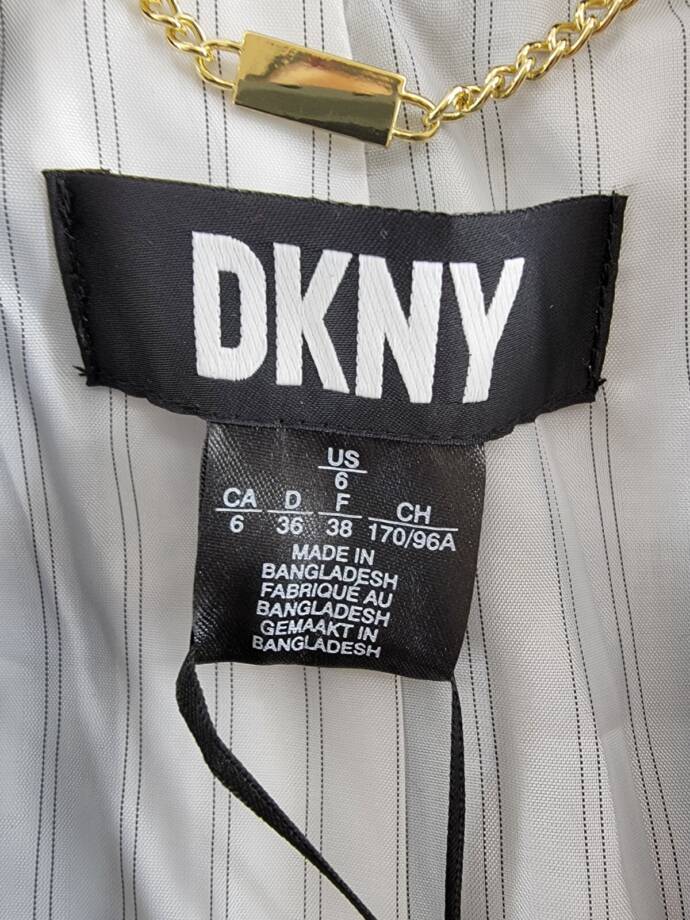 DKNY
US
6
CA D F CH
6 36 38 170/96A
MADE IN
BANGLADESH
FABRIQUÉ AU
BANGLADESH
GEMAAKT IN
BANGLADESH